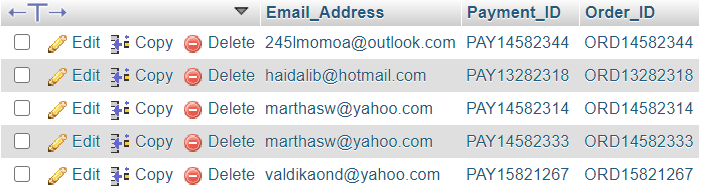 Email_Address Payment_ID Order_ID
Edit Copy Delete 245lmomoa@outlook.com PAY14582344 ORD14582344
Edit Copy Delete haidalib@hotmail.com PAY13282318 ORD13282318
Edit Copy Delete marthasw@yahoo.com PAY14582314 ORD14582314
Edit Copy Delete marthasw@yahoo.com PAY14582333 ORD14582333
Edit Copy Delete valdikaond@yahoo.com PAY15821267 ORD15821267